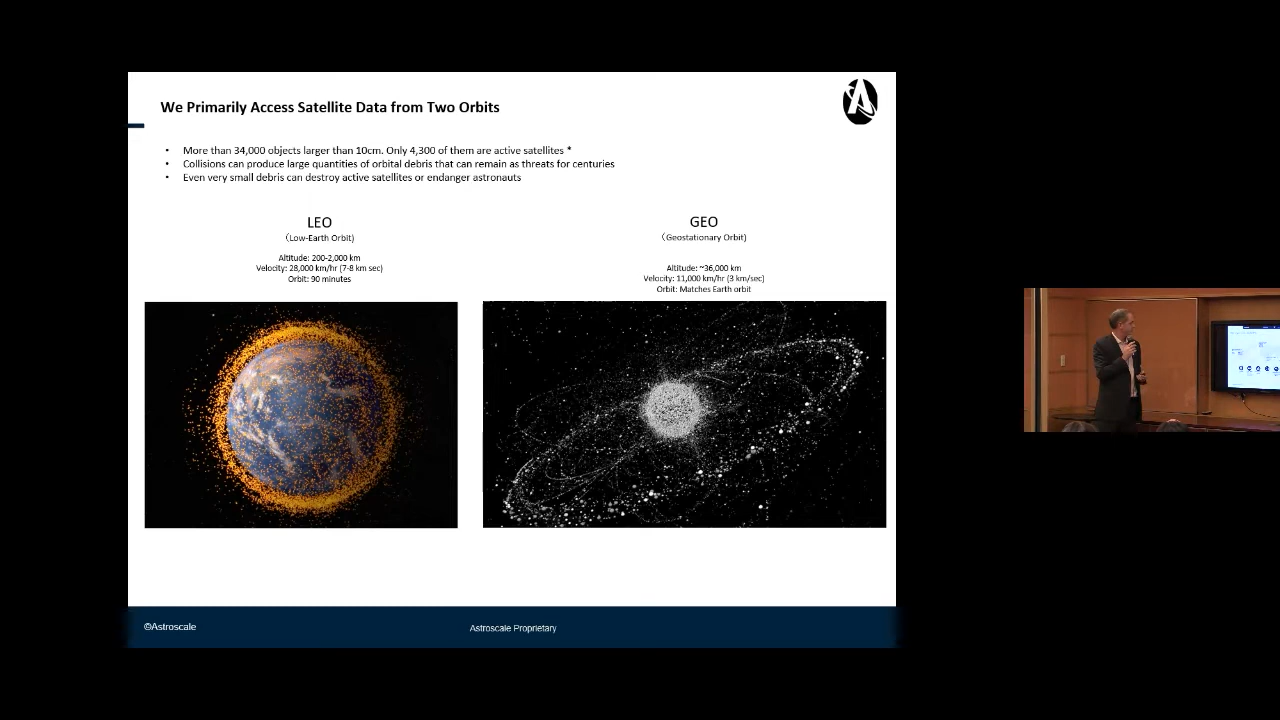 We Primarily Access Satellite Data from Two Orbits
• More than 34,000 objects larger than 10cm. Only 4,300 of them are active satellites *
• Collisions can produce large quantities of orbital debris that can remain as threats for centuries
• Even very small debris can destroy active satellites or endanger astronauts
LEO
(Low-Earth Orbit)
Altitude: 200-2,000 km
Velocity: 28,000 km/hr (7-8 km sec)
Orbit: 90 minutes
GEO
(Geostationary Orbit)
Altitude: ~36,000 km
Velocity: 11,000 km/hr (3 km/sec)
Orbit: Matches Earth orbit
©Astroscale
Astroscale Proprietary